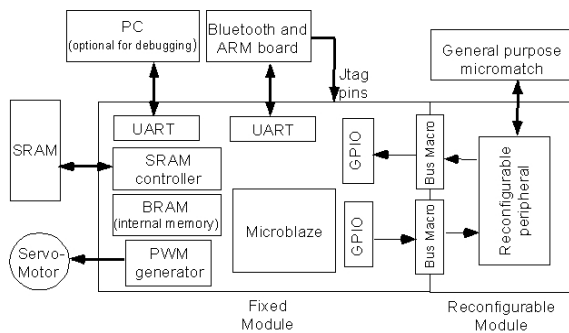 PC
(optional for debugging)
Bluetooth and
ARM board
General purpose
micromatch
Jtag
pins
SRAM
UART
UART
SRAM
controller
BRAM
(internal memory)
PWM
generator
Microblaze
GPIO
GPIO
Bus Macro
Bus Macro
Reconfigurable
peripheral
Servo-
Motor
Fixed
Module
Reconfigurable
Module